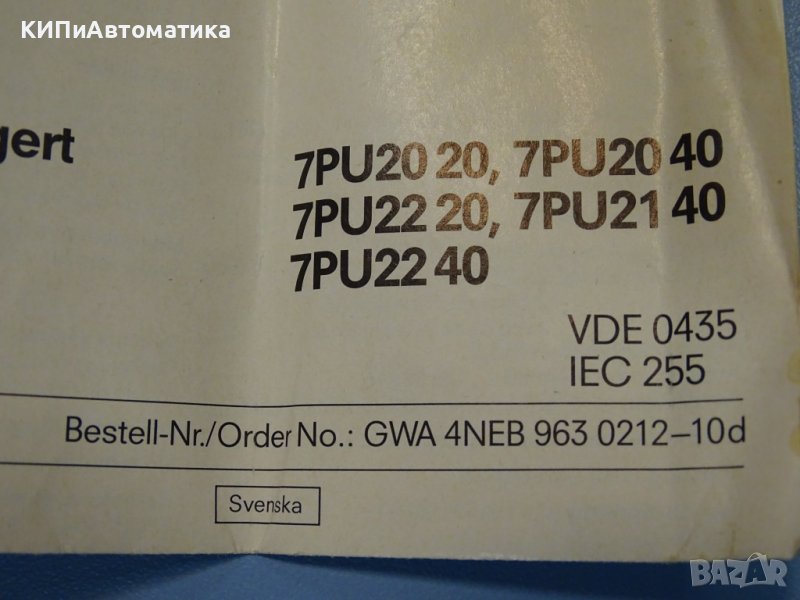 КИПиАвтоматика
gert
7PU20 20, 7PU20 40
7PU22 20, 7PU21 40
7PU22 40
VDE 0435
IEC 255
Bestell-Nr./Order No.: GWA 4NEB 963 0212–10d
Svenska
BAZAR